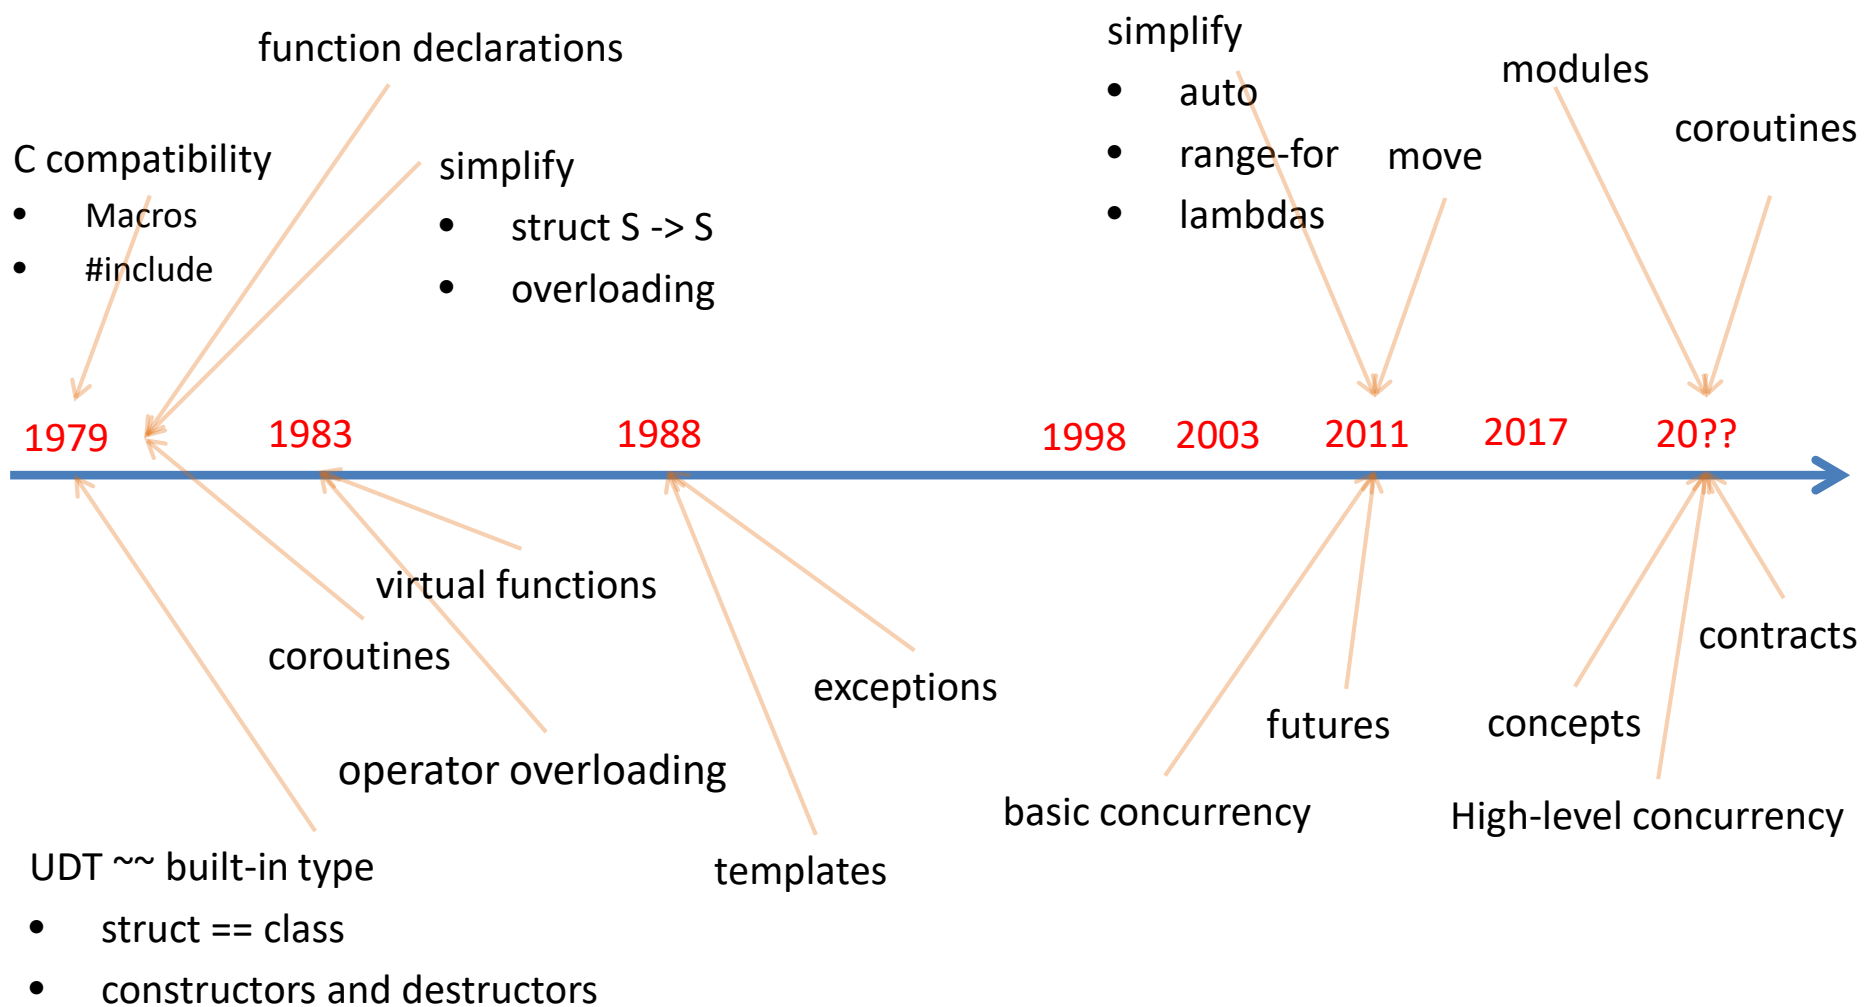 function declarations
C compatibility
• Macros
• #include
simplify
• struct S -> S
• overloading
simplify
• auto
• range-for
• lambdas
move
modules
coroutines
1979
1983
1988
1998
2003
2011
2017
20??
virtual functions
coroutines
operator overloading
exceptions
templates
UDT ~~ built-in type
• struct == class
• constructors and destructors
futures
basic concurrency
contracts
concepts
High-level concurrency